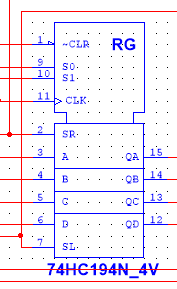 1 ~CLR RG
9 S0
10 S1
11 CLK
2 SR
3 A QA 15
4 B QB 14
5 C QC 13
6 D QD 12
7 SL
74HC194N_4V